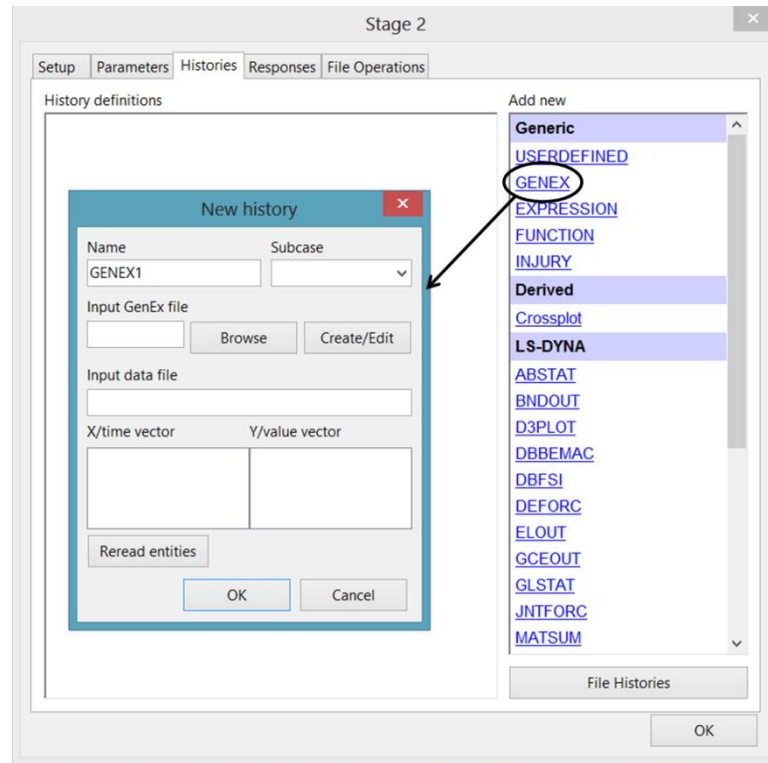 Stage 2
Setup Parameters Histories Responses File Operations
History definitions
Add new
Generic
USERDEFINED
GENEX
EXPRESSION
FUNCTION
INJURY
Derived
Crossplot
LS-DYNA
ABSTAT
BNDOUT
D3PLOT
DBBEMAC
DBFSI
DEFORC
ELOUT
GCEOUT
GLSTAT
JNTFORC
MATSUM
File Histories
New history
Name Subcase
GENEX1
Input GenEx file
Browse Create/Edit
Input data file
X/time vector Y/value vector
Reread entities
OK Cancel
OK